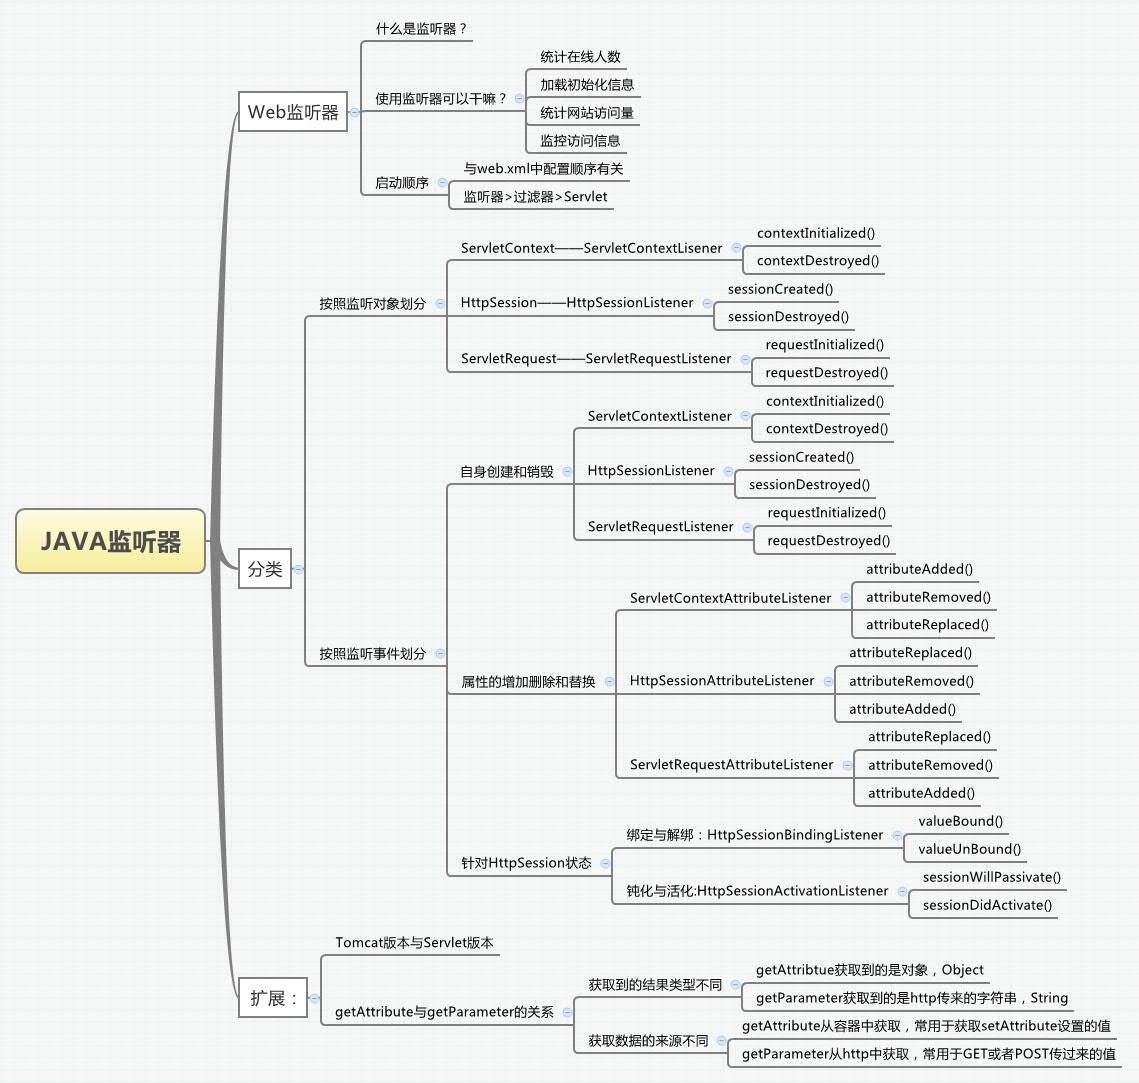 什么是监听器？
统计在线人数
加载初始化信息
使用监听器可以干嘛？
Web监听器
统计网站访问量
监控访问信息
与web.xml中配置顺序有关
启动顺序
监听器>过滤器>Servlet
contextInitialized()
ServletContext——ServletContextLisener
contextDestroyed()
sessionCreated()
按照监听对象划分
HttpSession——HttpSessionListener
sessionDestroyed()
requestInitialized()
ServletRequest——ServletRequestListener
requestDestroyed()
contextInitialized()
ServletContextListener
contextDestroyed()
sessionCreated()
自身创建和销毁
HttpSessionListener
sessionDestroyed()
requestInitialized()
ServletRequestListener
requestDestroyed()
JAVA监听器
分类
attributeAdded()
ServletContextAttributeListener
attributeRemoved()
attributeReplaced()
按照监听事件划分
attributeReplaced()
属性的增加删除和替换
HttpSessionAttributeListener
attributeRemoved()
attributeAdded()
attributeReplaced()
ServletRequestAttributeListener
attributeRemoved()
attributeAdded()
valueBound()
绑定与解绑：HttpSessionBindingListener
valueUnBound()
针对HttpSession状态
sessionWillPassivate()
钝化与活化:HttpSessionActivationListener
sessionDidActivate()
Tomcat版本与Servlet版本
扩展：
getAttribtue获取到的是对象，Object
获取到的结果类型不同
getParameter获取到的是http传来的字符串，String
getAttribute与getParameter的关系
getAttribute从容器中获取，常用于获取setAttribute设置的值
获取数据的来源不同
getParameter从http中获取，常用于GET或者POST传过来的值